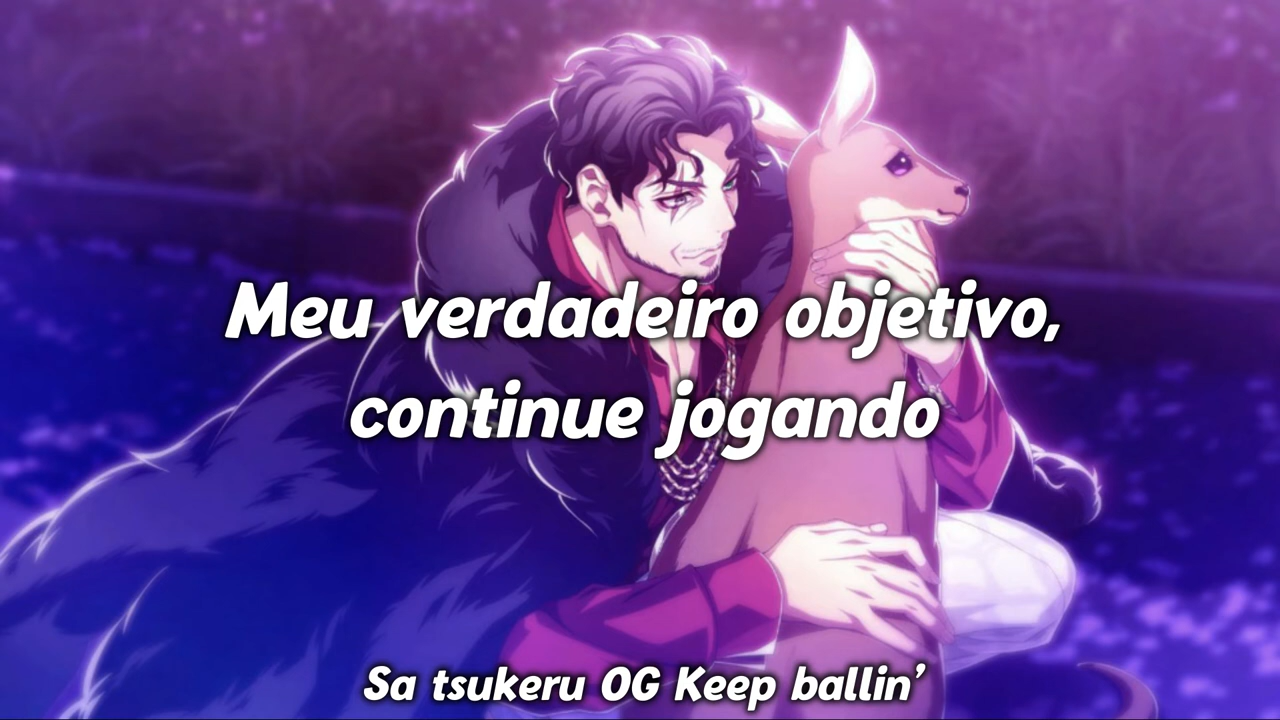 Meu verdadeiro objetivo,
continue jogando
Sa tsukeru OG Keep ballin’